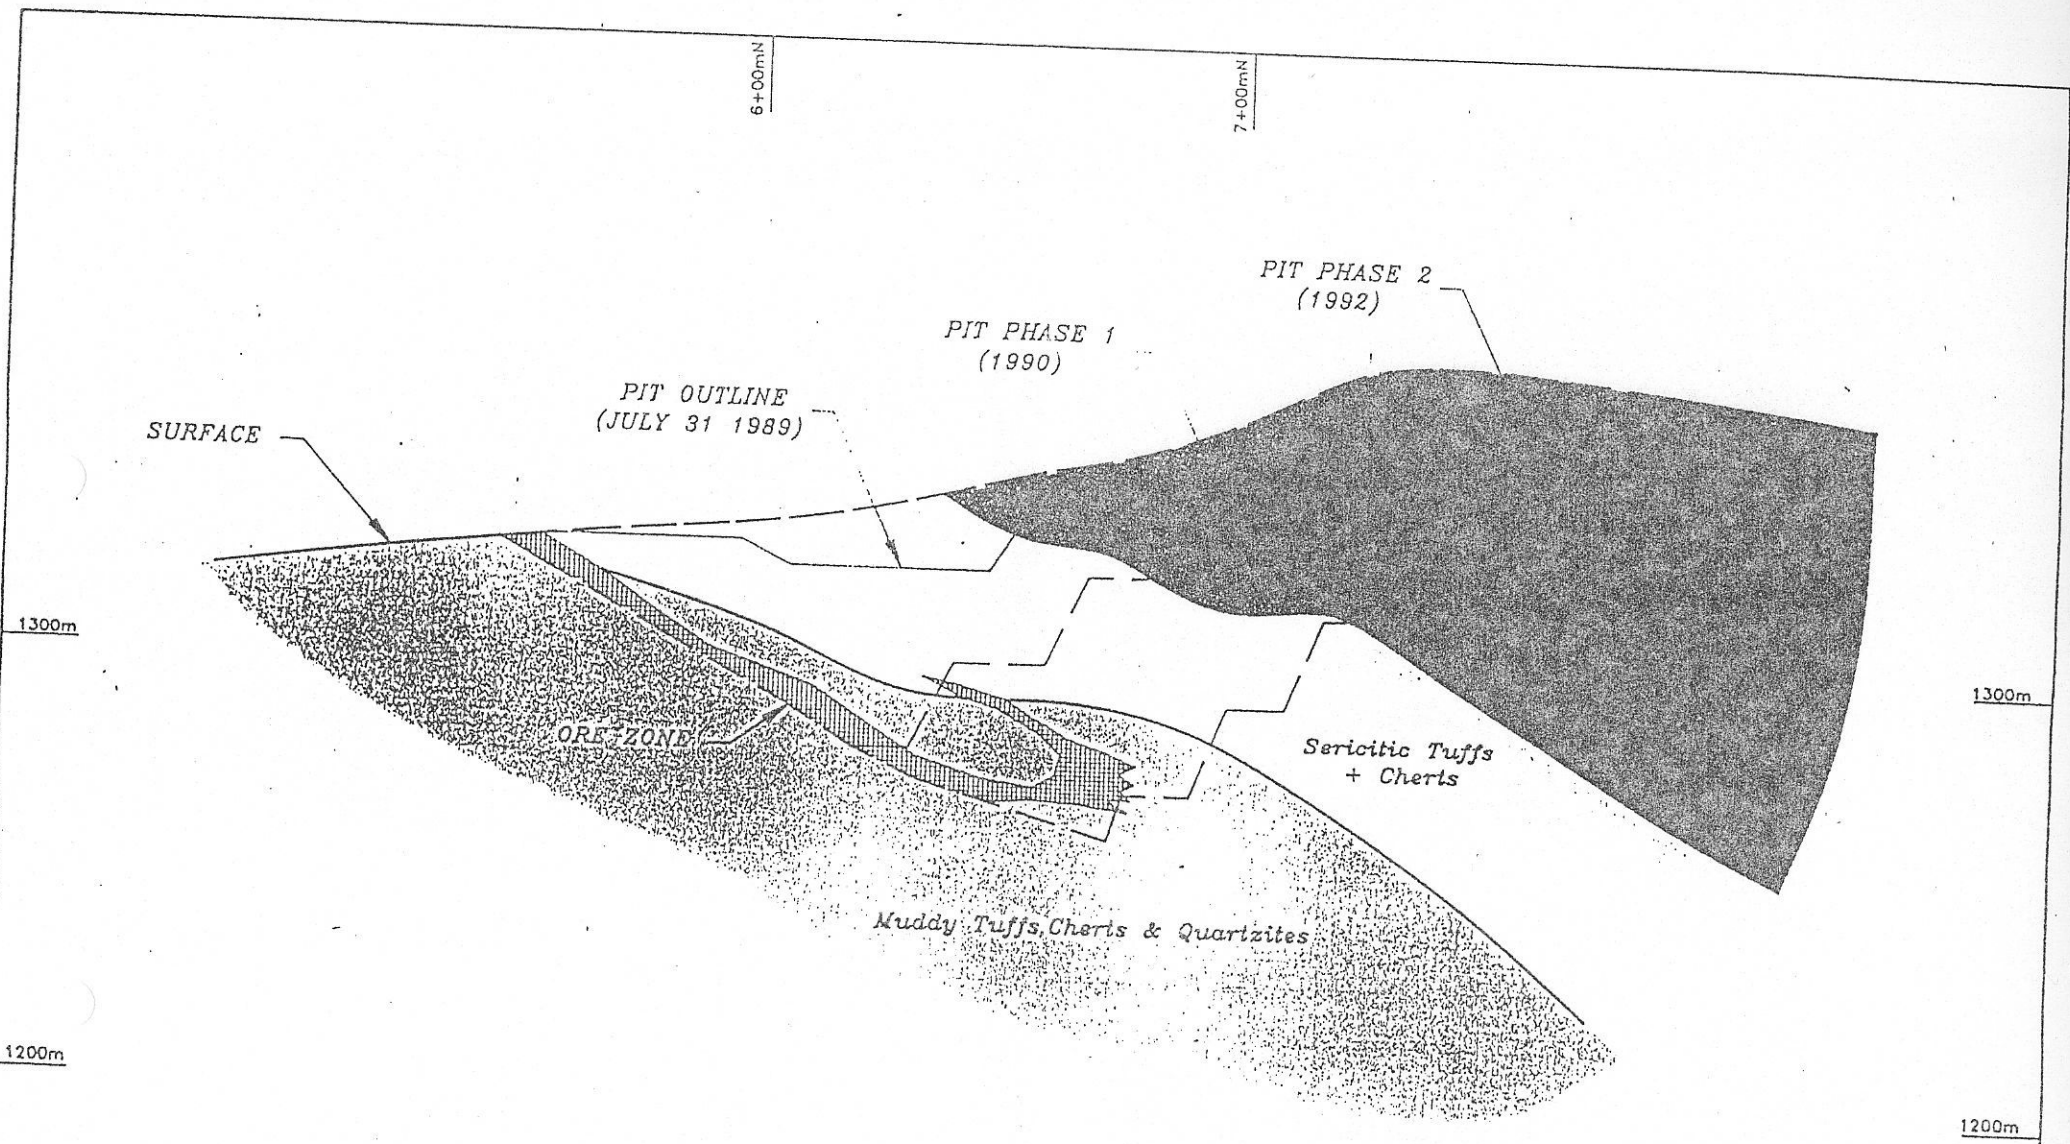 6+00mN
7+00mN
PIT PHASE 2
(1992)
PIT PHASE 1
(1990)
PIT OUTLINE
(JULY 31 1989)
SURFACE
1300m
1300m
ORE ZONE
Sericitic Tuffs
+ Cherts
Muddy Tuffs, Cherts & Quartzites
1200m
1200m